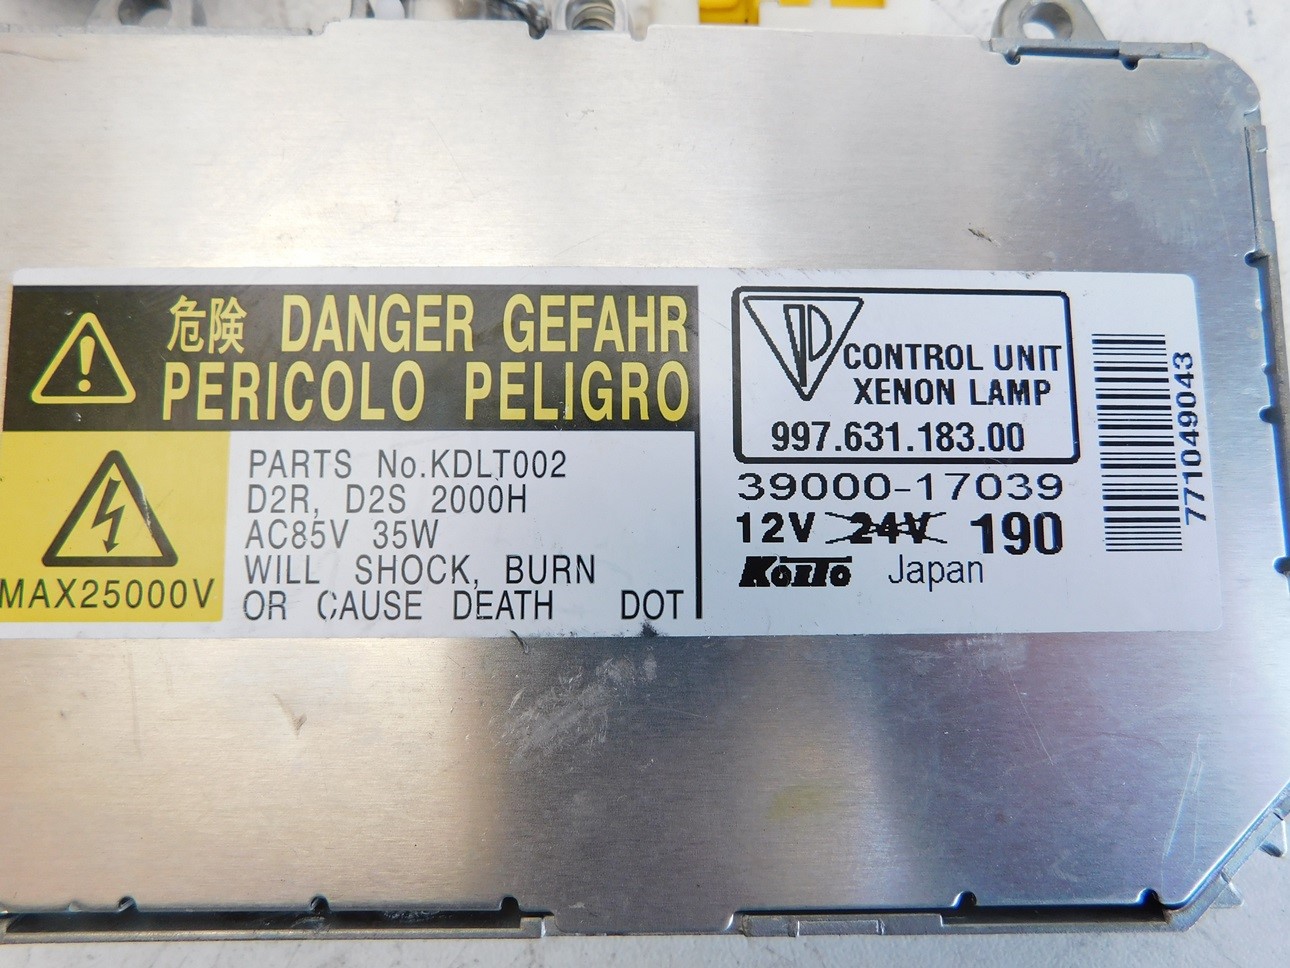 危険 DANGER GEFAHR
PERICOLO PELIGRO
MAX25000V
PARTS No.KDLT002
D2R, D2S 2000H
AC85V 35W
WILL SHOCK, BURN
OR CAUSE DEATH DOT
CONTROL UNIT
XENON LAMP
997.631.183.00
39000-17039
12V 24V 190
KOITO Japan
771049043